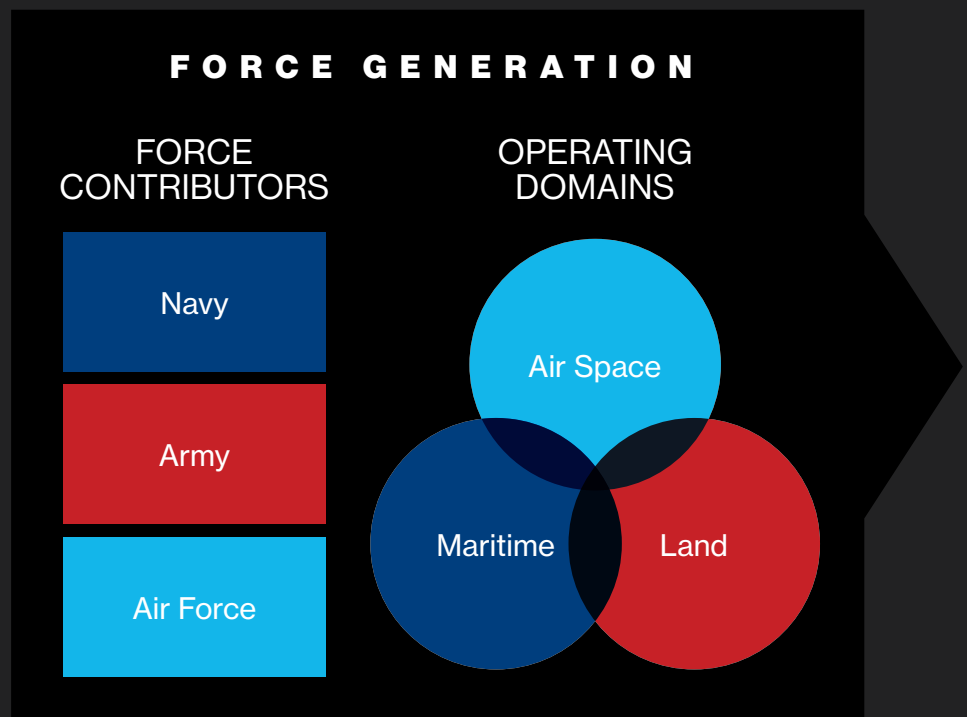 FORCE GENERATION
FORCE
CONTRIBUTORS
Navy
Army
Air Force
OPERATING
DOMAINS
Air Space
Maritime
Land